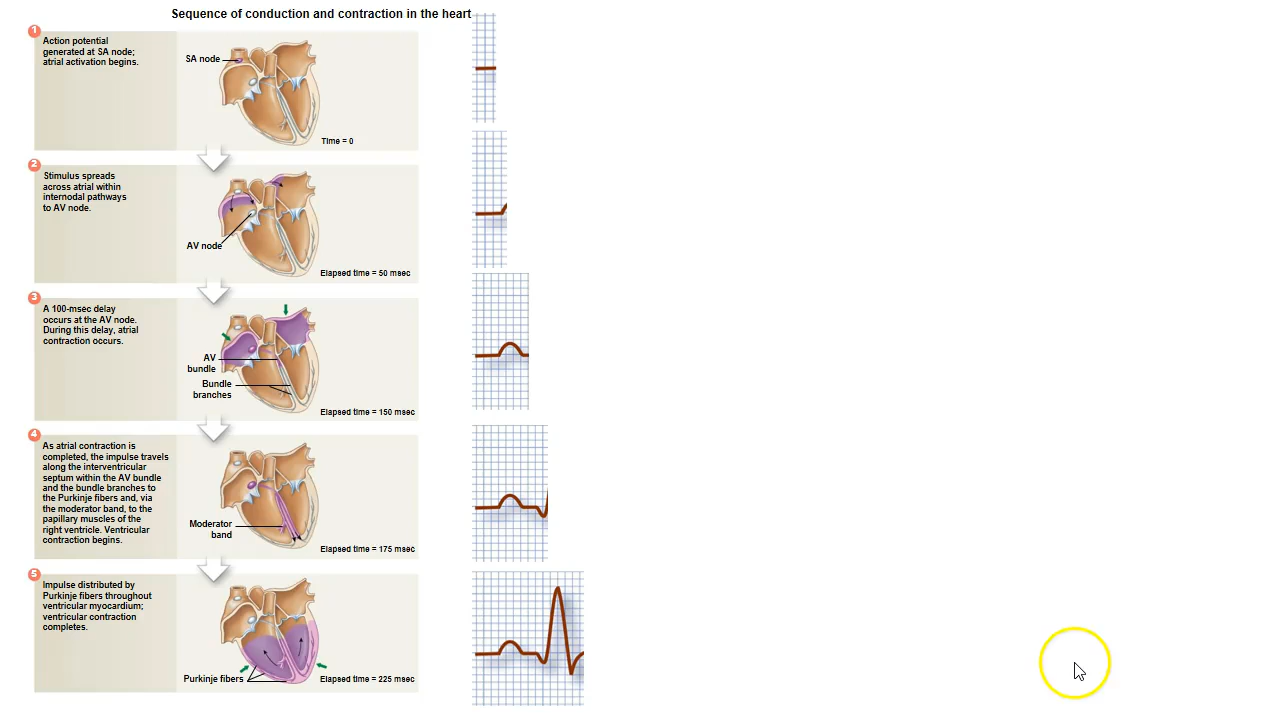 Sequence of conduction and contraction in the heart
1
Action potential
generated at SA node;
atrial activation begins.
SA node
Time = 0
2
Stimulus spreads
across atrial within
internodal pathways
to AV node.
AV node
Elapsed time = 50 msec
3
A 100-msec delay
occurs at the AV node.
During this delay, atrial
contraction occurs.
AV
bundle
Bundle
branches
Elapsed time = 150 msec
4
As atrial contraction is
completed, the impulse travels
along the interventricular
septum within the AV bundle
and the bundle branches to
the Purkinje fibers and, via
the moderator band, to the
papillary muscles of the
right ventricle. Ventricular
contraction begins.
Moderator
band
Elapsed time = 175 msec
5
Impulse distributed by
Purkinje fibers throughout
ventricular myocardium;
ventricular contraction
completes.
Purkinje fibers
Elapsed time = 225 msec